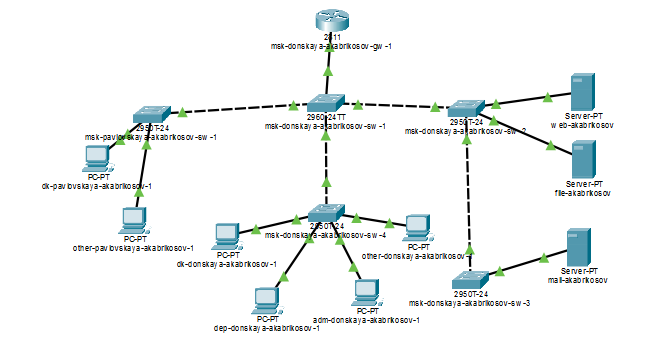 2811
msk-donskaya-akabrikosov-gw-1
2950T-24
msk-pavlovskaya-akabrikosov-sw-1
2960-24TT
msk-donskaya-akabrikosov-sw-1
2950T-24
msk-donskaya-akabrikosov-sw-2
Server-PT
web-akabrikosov
Server-PT
file-akabrikosov
PC-PT
dk-pavlovskaya-akabrikosov-1
PC-PT
other-pavlovskaya-akabrikosov-1
2950T-24
msk-donskaya-akabrikosov-sw-4
PC-PT
dk-donskaya-akabrikosov-1
PC-PT
other-donskaya-akabrikosov-1
Server-PT
mail-akabrikosov
2950T-24
msk-donskaya-akabrikosov-sw-3
PC-PT
dep-donskaya-akabrikosov-1
PC-PT
adm-donskaya-akabrikosov-1